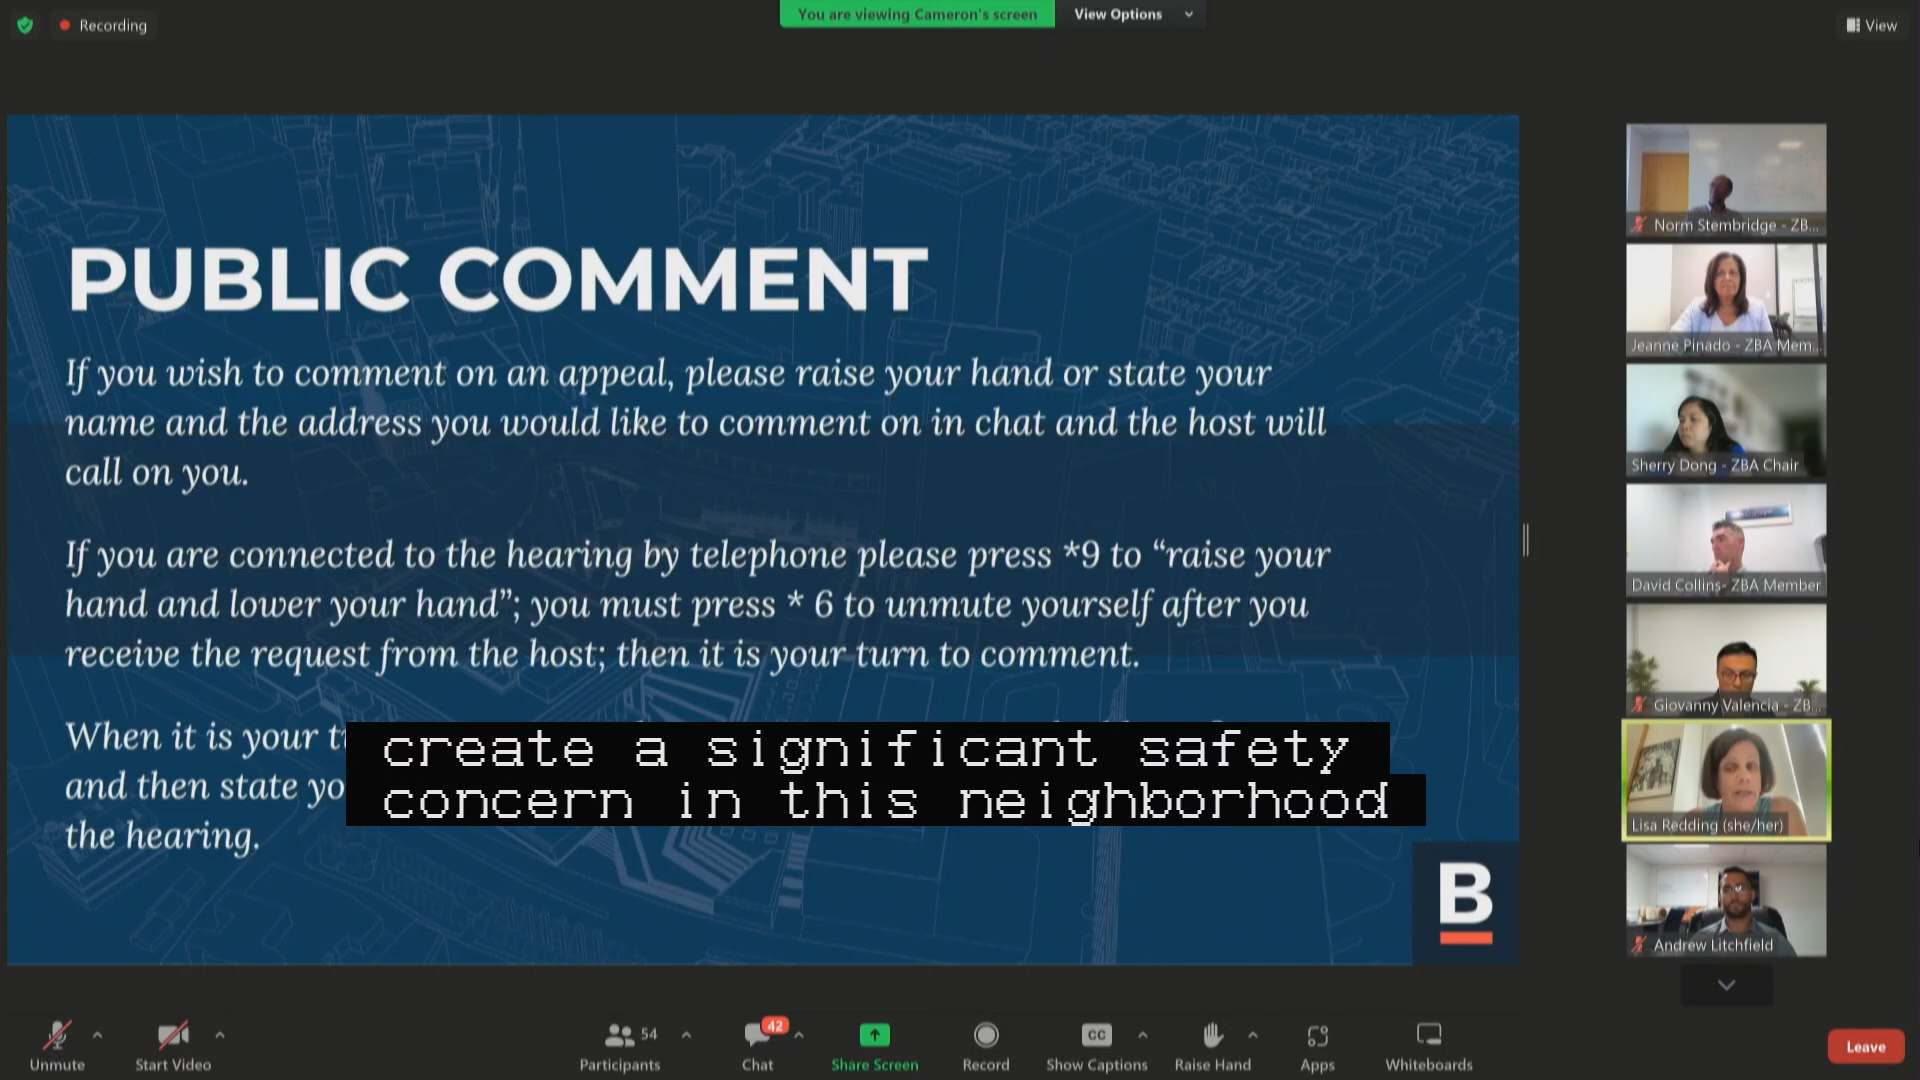 Recording
You are viewing Cameron's screen
View Options
View
PUBLIC COMMENT
If you wish to comment on an appeal, please raise your hand or state your
name and the address you would like to comment on in chat and the host will
call on you.
If you are connected to the hearing by telephone please press *9 to “raise your
hand and lower your hand”; you must press * 6 to unmute yourself after you
receive the request from the host; then it is your turn to comment.
When it is your
and then state
the hearing.
create a significant safety
concern in this neighborhood
B
Norm Stembridge - ZB...
Jeanne Pinado - ZBA Mem...
Sherry Dong - ZBA Chair
David Collins- ZBA Member
Giovanny Valencia - ZB...
Lisa Redding (she/her)
Andrew Litchfield
Unmute
Start Video
54
Participants
42
Chat
Share Screen
Record
CC
Show Captions
Raise Hand
Apps
Whiteboards
Leave